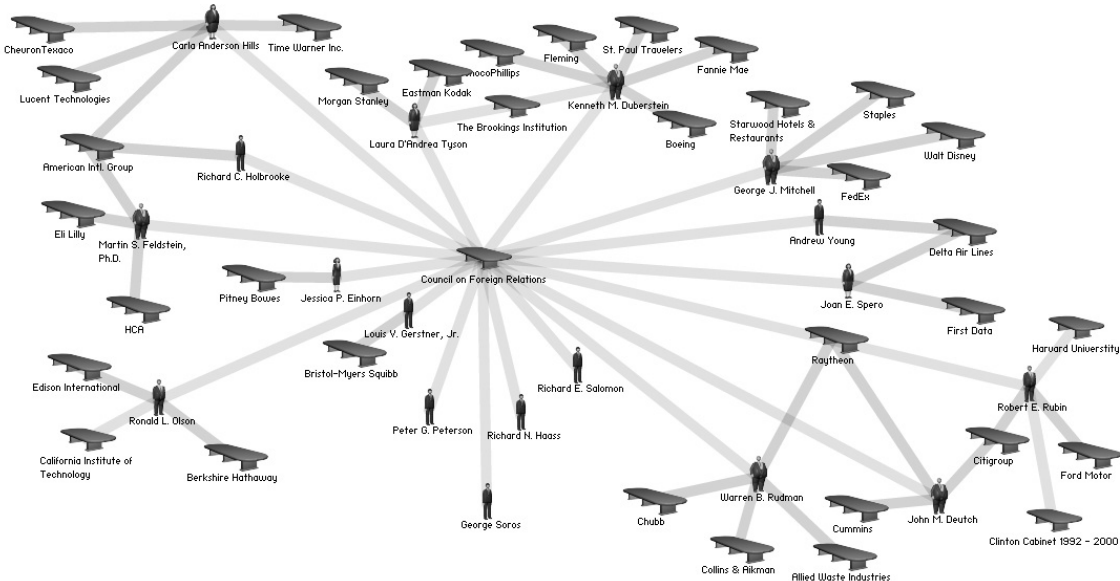 ChevronTexaco
Carla Anderson Hills
Time Warner Inc.
Lucent Technologies
Morgan Stanley
Eastman Kodak
nocoPhillips
Fleming
St. Paul Travelers
Fannie Mae
Kenneth M. Duberstein
The Brookings Institution
Laura D'Andrea Tyson
Boeing
Starwood Hotels &
Restaurants
Staples
Walt Disney
George J. Mitchell
FedEx
American Intl. Group
Richard C. Holbrooke
Eli Lilly
Martin S. Feldstein,
Ph.D.
Andrew Young
Delta Air Lines
Council on Foreign Relations
Pitney Bowes
Jessica P. Einhorn
Joan E. Spero
First Data
HCA
Louis V. Gerstner, Jr.
Bristol-Myers Squibb
Raytheon
Harvard Universtity
Edison International
Ronald L. Olson
Richard E. Salomon
Robert E. Rubin
Peter G. Peterson
Richard N. Haass
California Institute of
Technology
Berkshire Hathaway
Citigroup
Ford Motor
George Soros
Chubb
Warren B. Rudman
Cummins
John M. Deutch
Clinton Cabinet 1992 - 2000
Collins & Aikman
Allied Waste Industries